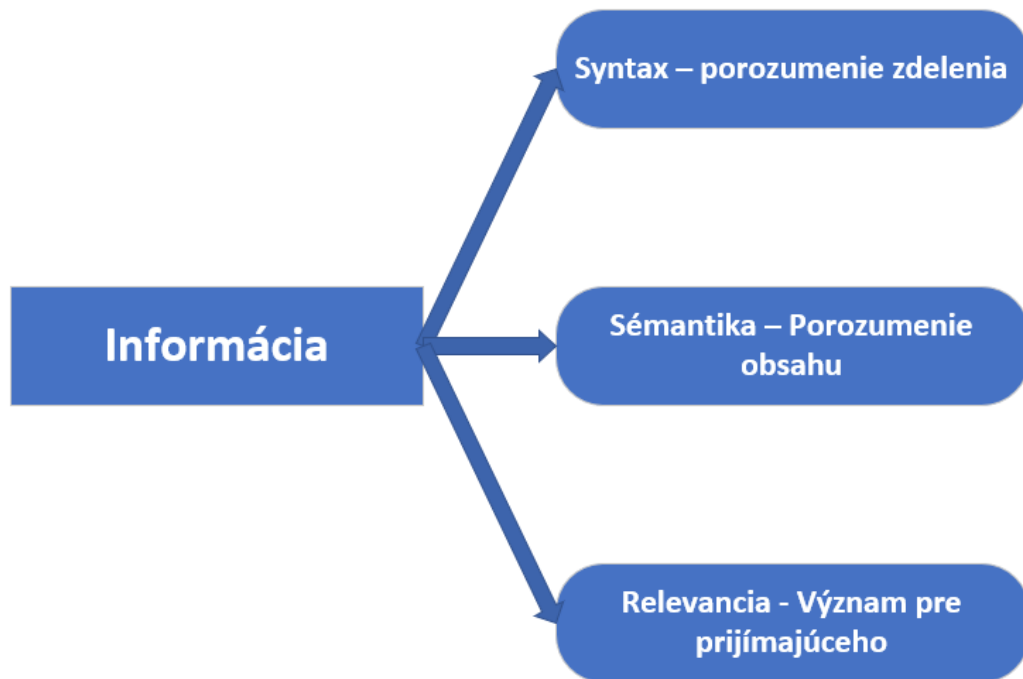 Syntax – porozumenie zdelenia
Informácia
Sémantika – Porozumenie
obsahu
Relevancia - Význam pre
prijímajúceho